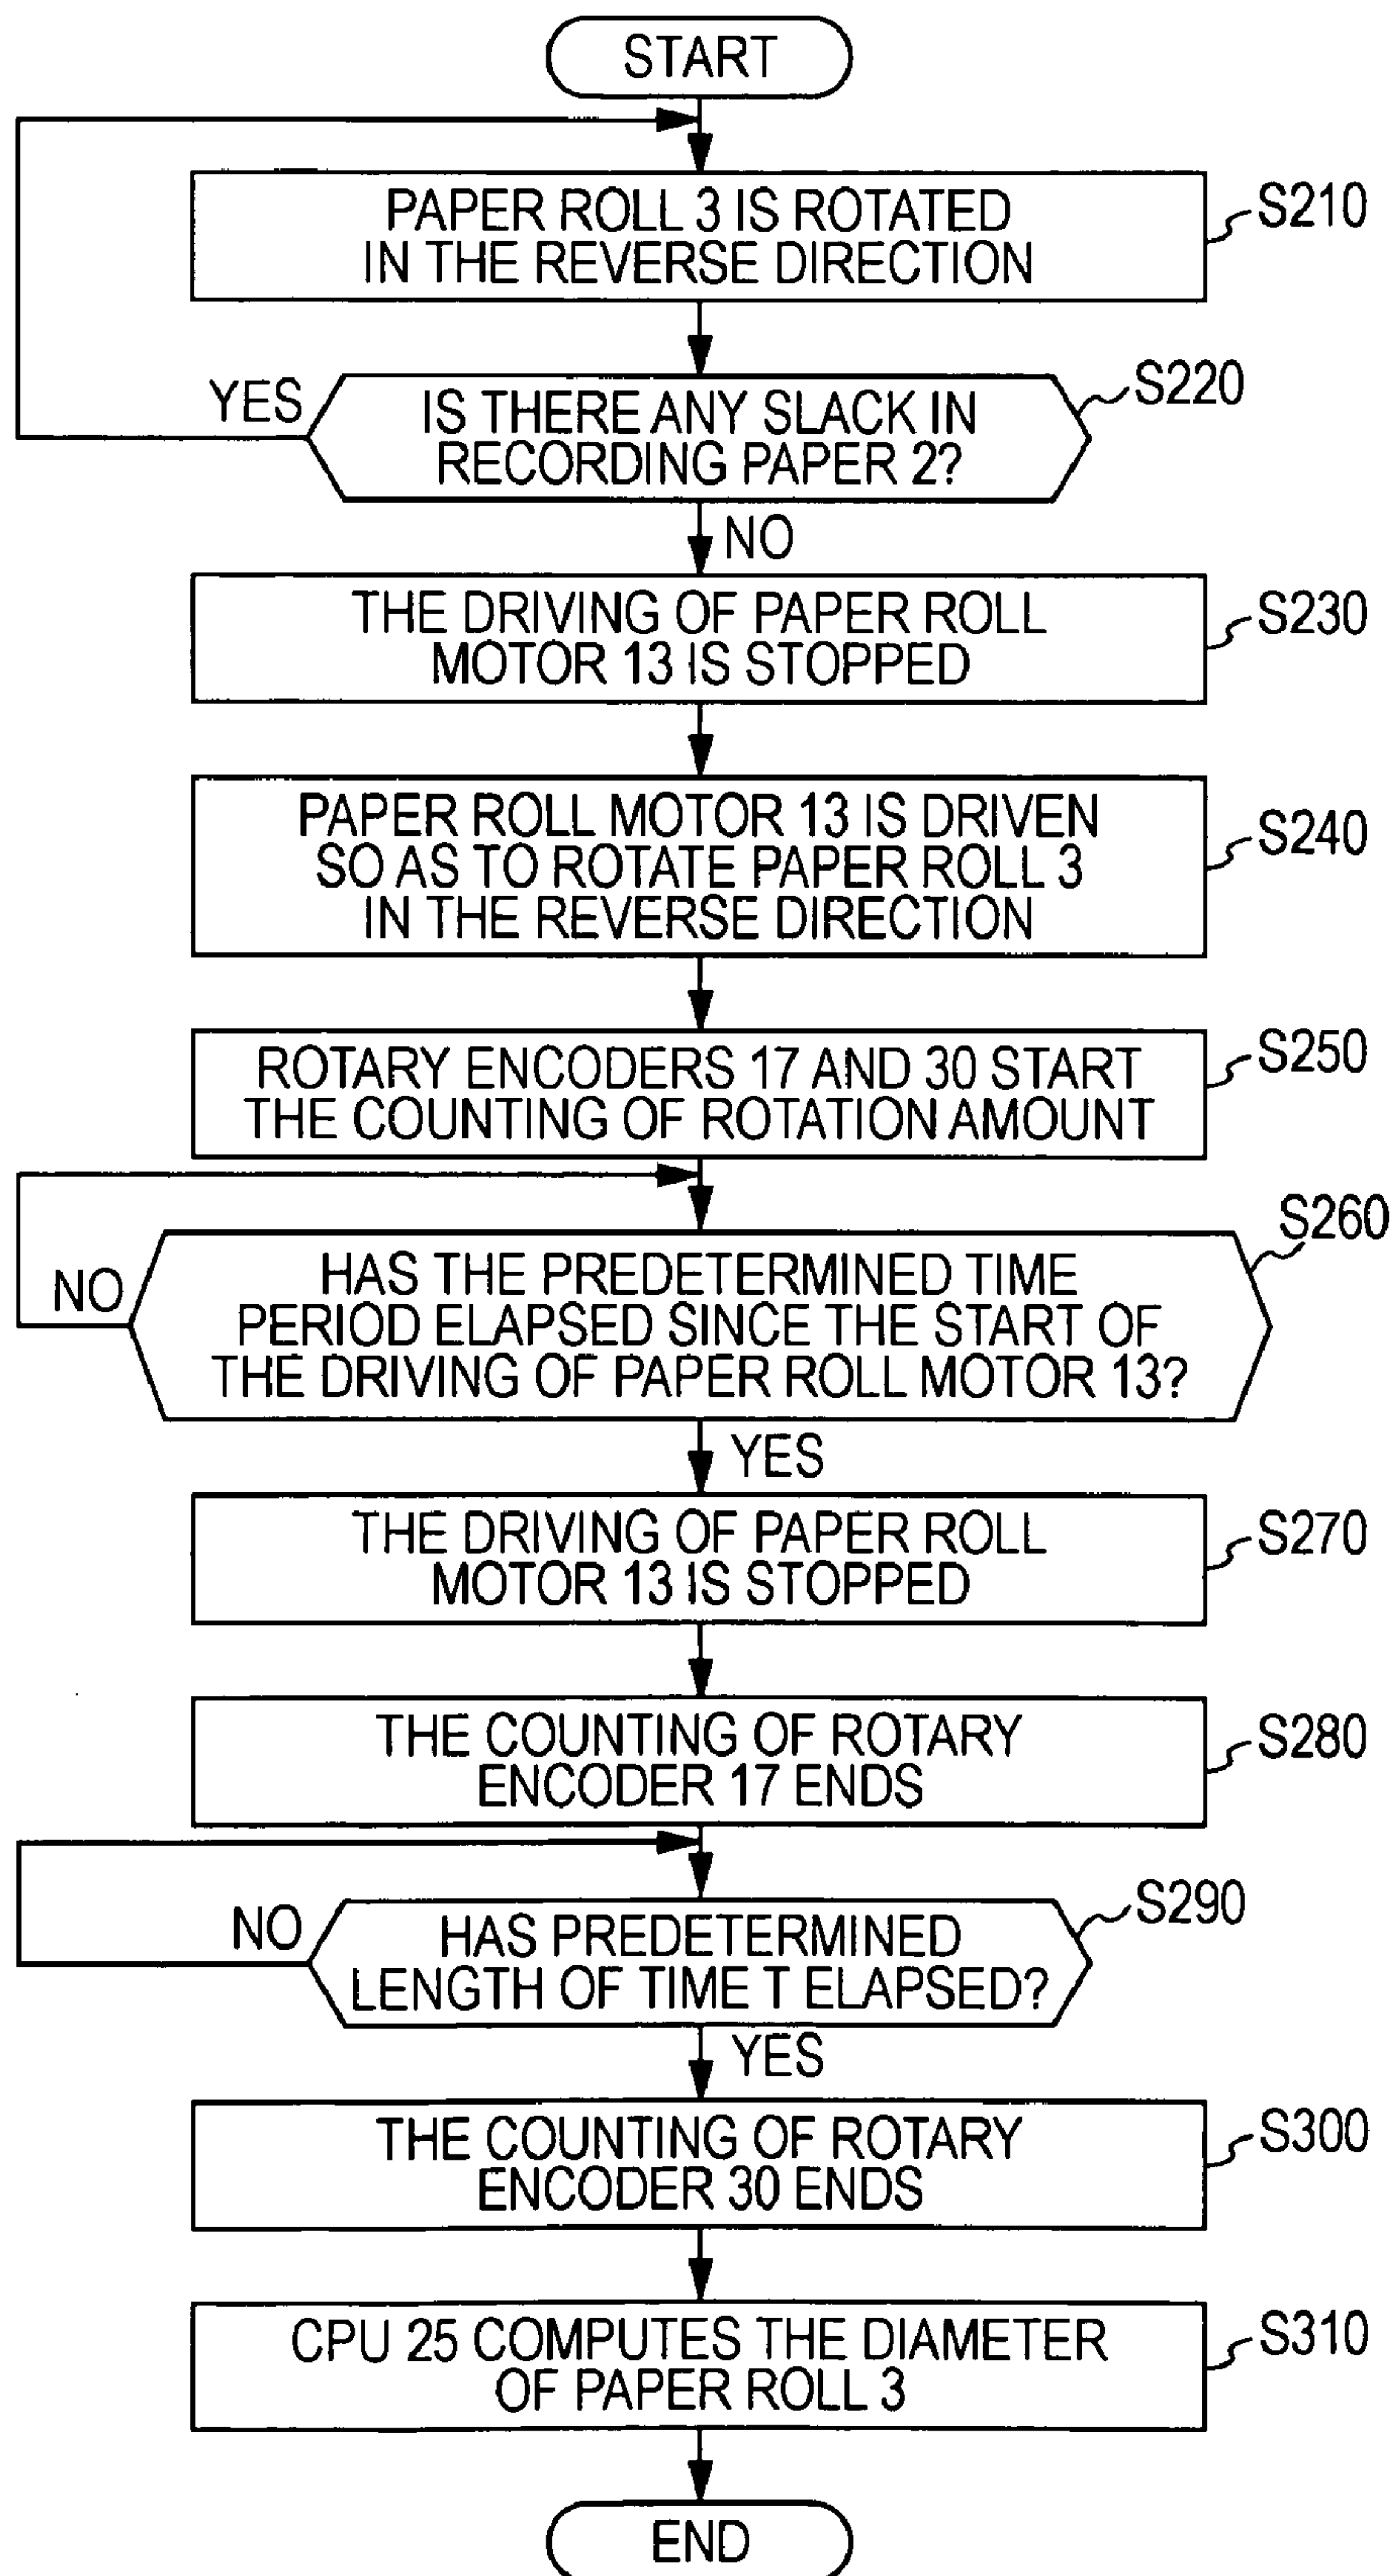 START
PAPER ROLL 3 IS ROTATED
IN THE REVERSE DIRECTION
S210
YES
IS THERE ANY SLACK IN
RECORDING PAPER 2?
S220
NO
THE DRIVING OF PAPER ROLL
MOTOR 13 IS STOPPED
S230
PAPER ROLL MOTOR 13 IS DRIVEN
SO AS TO ROTATE PAPER ROLL 3
IN THE REVERSE DIRECTION
S240
ROTARY ENCODERS 17 AND 30 START
THE COUNTING OF ROTATION AMOUNT
S250
NO
HAS THE PREDETERMINED TIME
PERIOD ELAPSED SINCE THE START OF
THE DRIVING OF PAPER ROLL MOTOR 13?
S260
YES
THE DRIVING OF PAPER ROLL
MOTOR 13 IS STOPPED
S270
THE COUNTING OF ROTARY
ENCODER 17 ENDS
S280
NO
HAS PREDETERMINED
LENGTH OF TIME T ELAPSED?
S290
YES
THE COUNTING OF ROTARY
ENCODER 30 ENDS
S300
CPU 25 COMPUTES THE DIAMETER
OF PAPER ROLL 3
S310
END